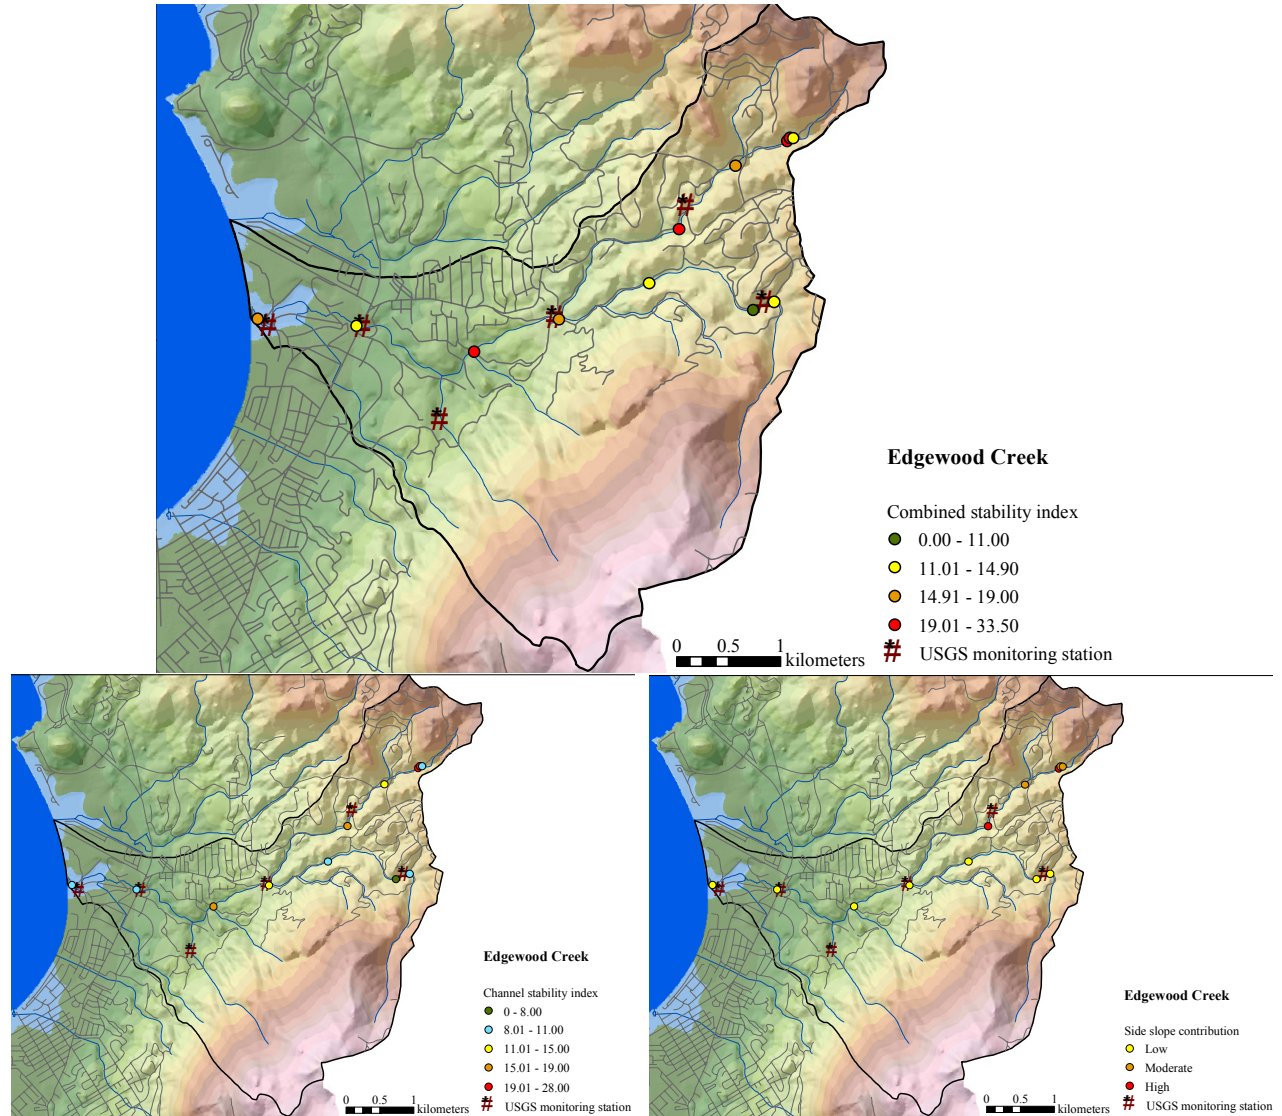 Edgewood Creek
Combined stability index
0.00 - 11.00
11.01 - 14.90
14.91 - 19.00
19.01 - 33.50
USGS monitoring station
0 0.5 1
kilometers
Edgewood Creek
Channel stability index
0 - 8.00
8.01 - 11.00
11.01 - 15.00
15.01 - 19.00
19.01 - 28.00
USGS monitoring station
0 0.5 1
kilometers
Edgewood Creek
Side slope contribution
Low
Moderate
High
USGS monitoring station
0 0.5 1
kilometers